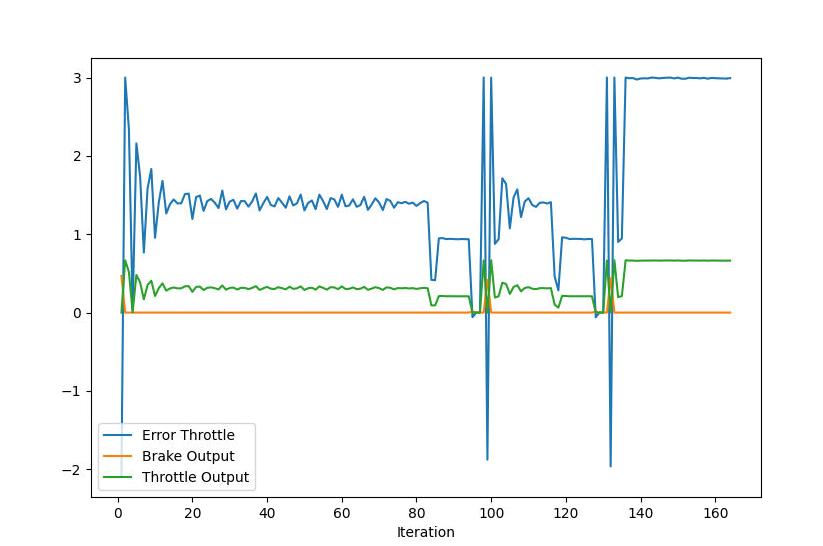 3
2
1
0
−1
−2
Error Throttle
Brake Output
Throttle Output
0 20 40 60 80 100 120 140 160
Iteration